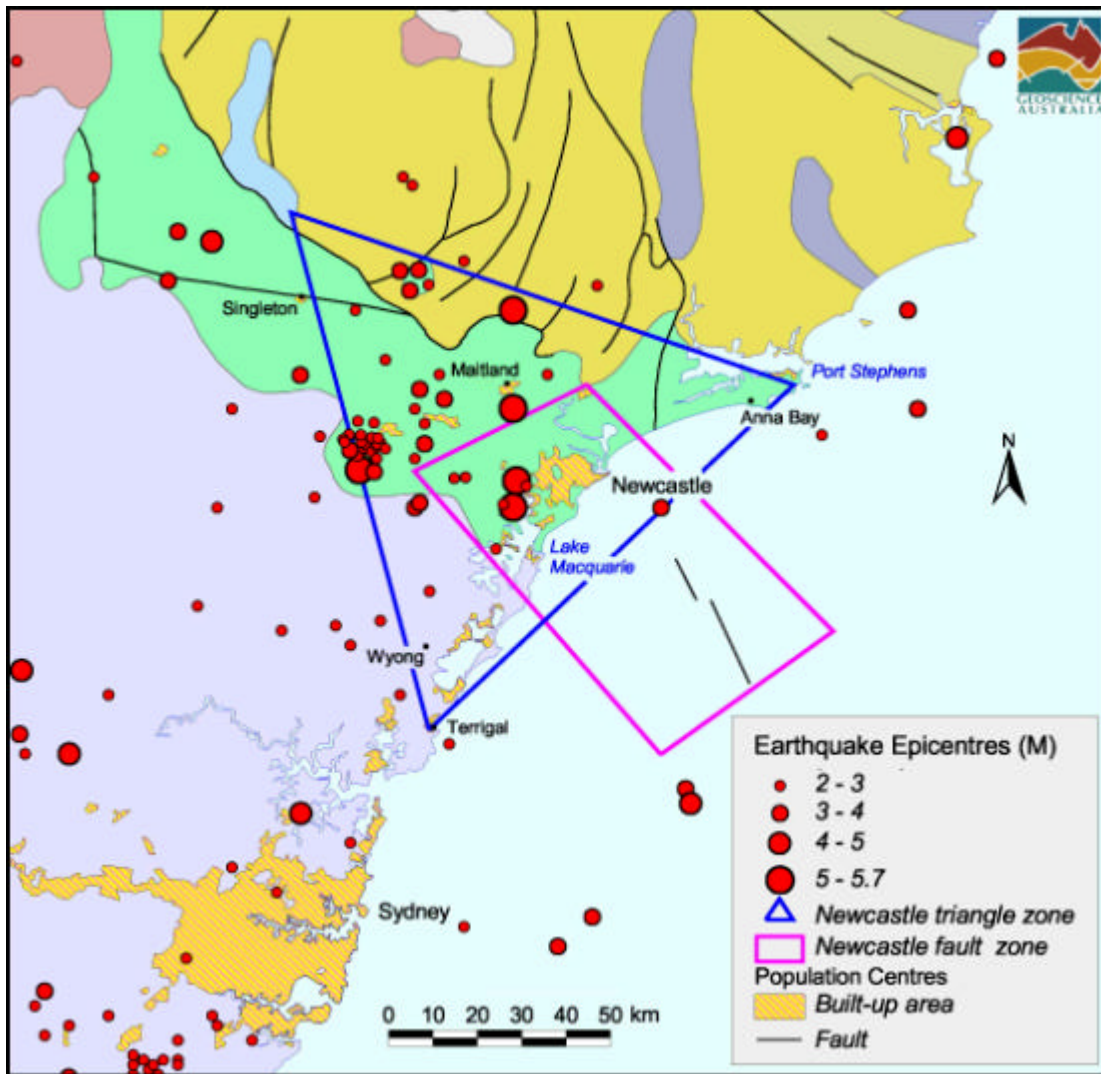 GEOSCIENCE
AUSTRALIA
Singleton
Maitland
Port Stephens
Anna Bay
Newcastle
Lake
Macquarie
N
Wyong
Terrigal
Sydney
Earthquake Epicentres (M)
2 - 3
3 - 4
4 - 5
5 - 5.7
Newcastle triangle zone
Newcastle fault zone
Population Centres
Built-up area
Fault
0 10 20 30 40 50 km